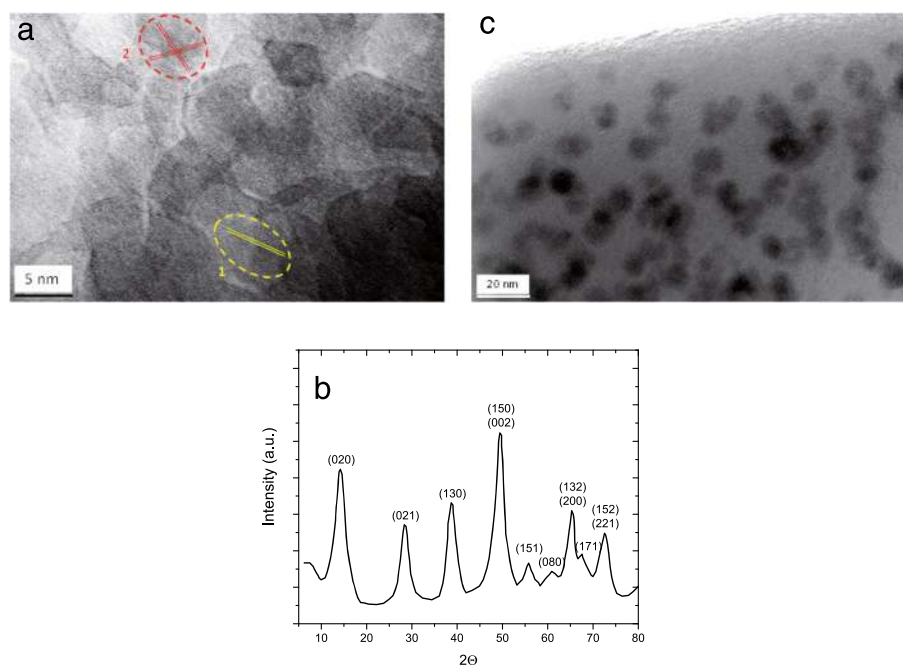 a
2
1
5 nm
c
20 nm
b
Intensity (a.u.)
(020)
(021)
(130)
(150)
(002)
(151)
(080)
(132)
(200)
(171)
(152)
(221)
10 20 30 40 50 60 70 80
2Θ